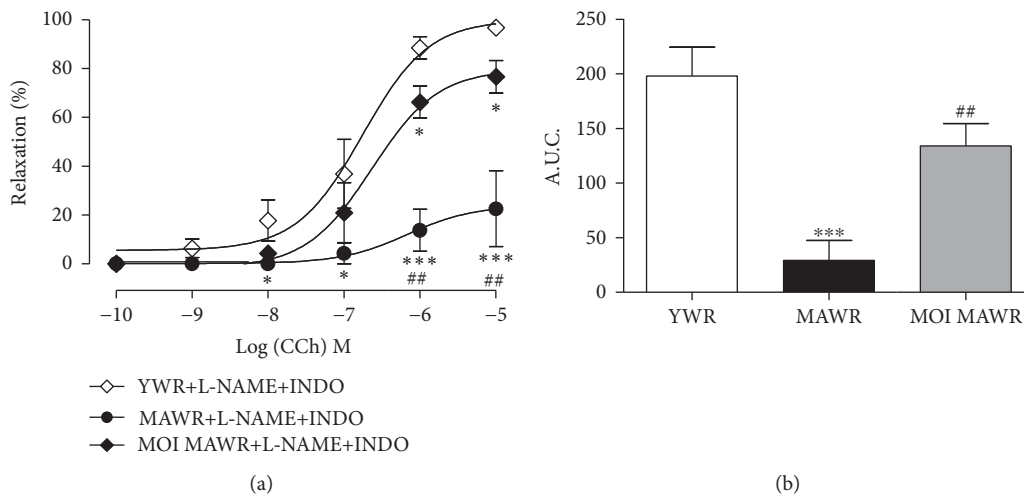 100
80
60
40
20
0
Relaxation (%)
*
*
*
*
***
##
***
##
−10 −9 −8 −7 −6 −5
Log (CCh) M
YWR+L-NAME+INDO
MAWR+L-NAME+INDO
MOI MAWR+L-NAME+INDO
(a)
250
200
150
100
50
0
A.U.C.
***
##
YWR MAWR MOI MAWR
(b)